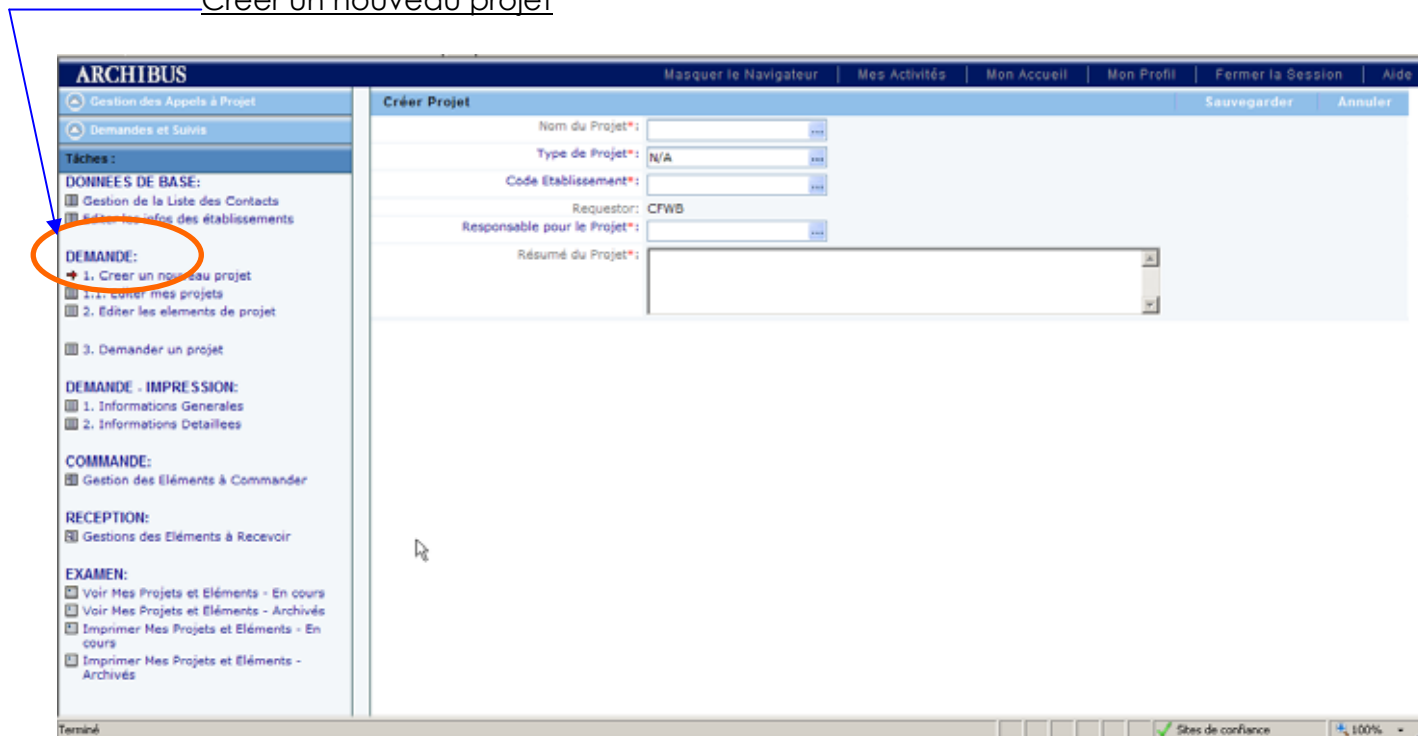 Créer un nouveau projet
ARCHIBUS
Masquer le Navigateur | Mes Activités | Mon Accueil | Mon Profil | Fermer la Session | Aide
Gestion des Appels à Projet
Demandes et Suivis
Tâches :
DONNEES DE BASE:
Gestion de la Liste des Contacts
Editer les infos des établissements
DEMANDE:
1. Creer un nouveau projet
1.1. Editer mes projets
2. Editer les elements de projet
3. Demander un projet
DEMANDE - IMPRESSION:
1. Informations Generales
2. Informations Detaillees
COMMANDE:
Gestion des Eléments à Commander
RECEPTION:
Gestions des Eléments à Recevoir
EXAMEN:
Voir Mes Projets et Eléments - En cours
Voir Mes Projets et Eléments - Archivés
Imprimer Mes Projets et Eléments - En
cours
Imprimer Mes Projets et Eléments -
Archivés
Créer Projet
Sauvegarder Annuler
Nom du Projet*: ...
Type de Projet*: N/A ...
Code Etablissement*: ...
Requestor: CFWB
Responsable pour le Projet*: ...
Résumé du Projet*:
Terminé
Sites de confiance
100%